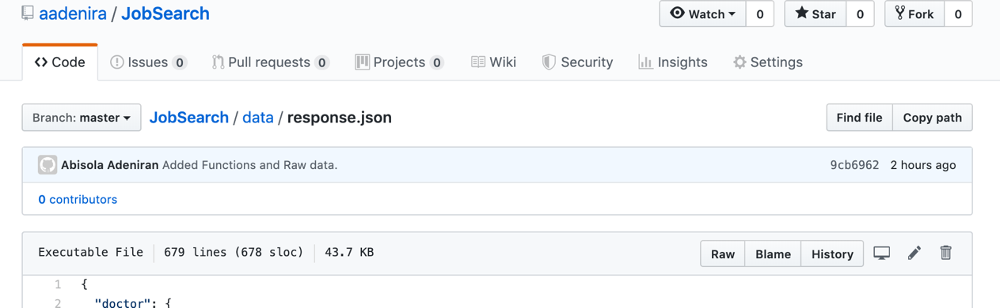 aadenira / JobSearch Watch 0 Star 0 Fork 0
Code Issues 0 Pull requests 0 Projects 0 Wiki Security Insights Settings
Branch: master JobSearch / data / response.json Find file Copy path
Abisola Adeniran Added Functions and Raw data. 9cb6962 2 hours ago
0 contributors
Executable File 679 lines (678 sloc) 43.7 KB Raw Blame History
1 {
2 "doctor": {